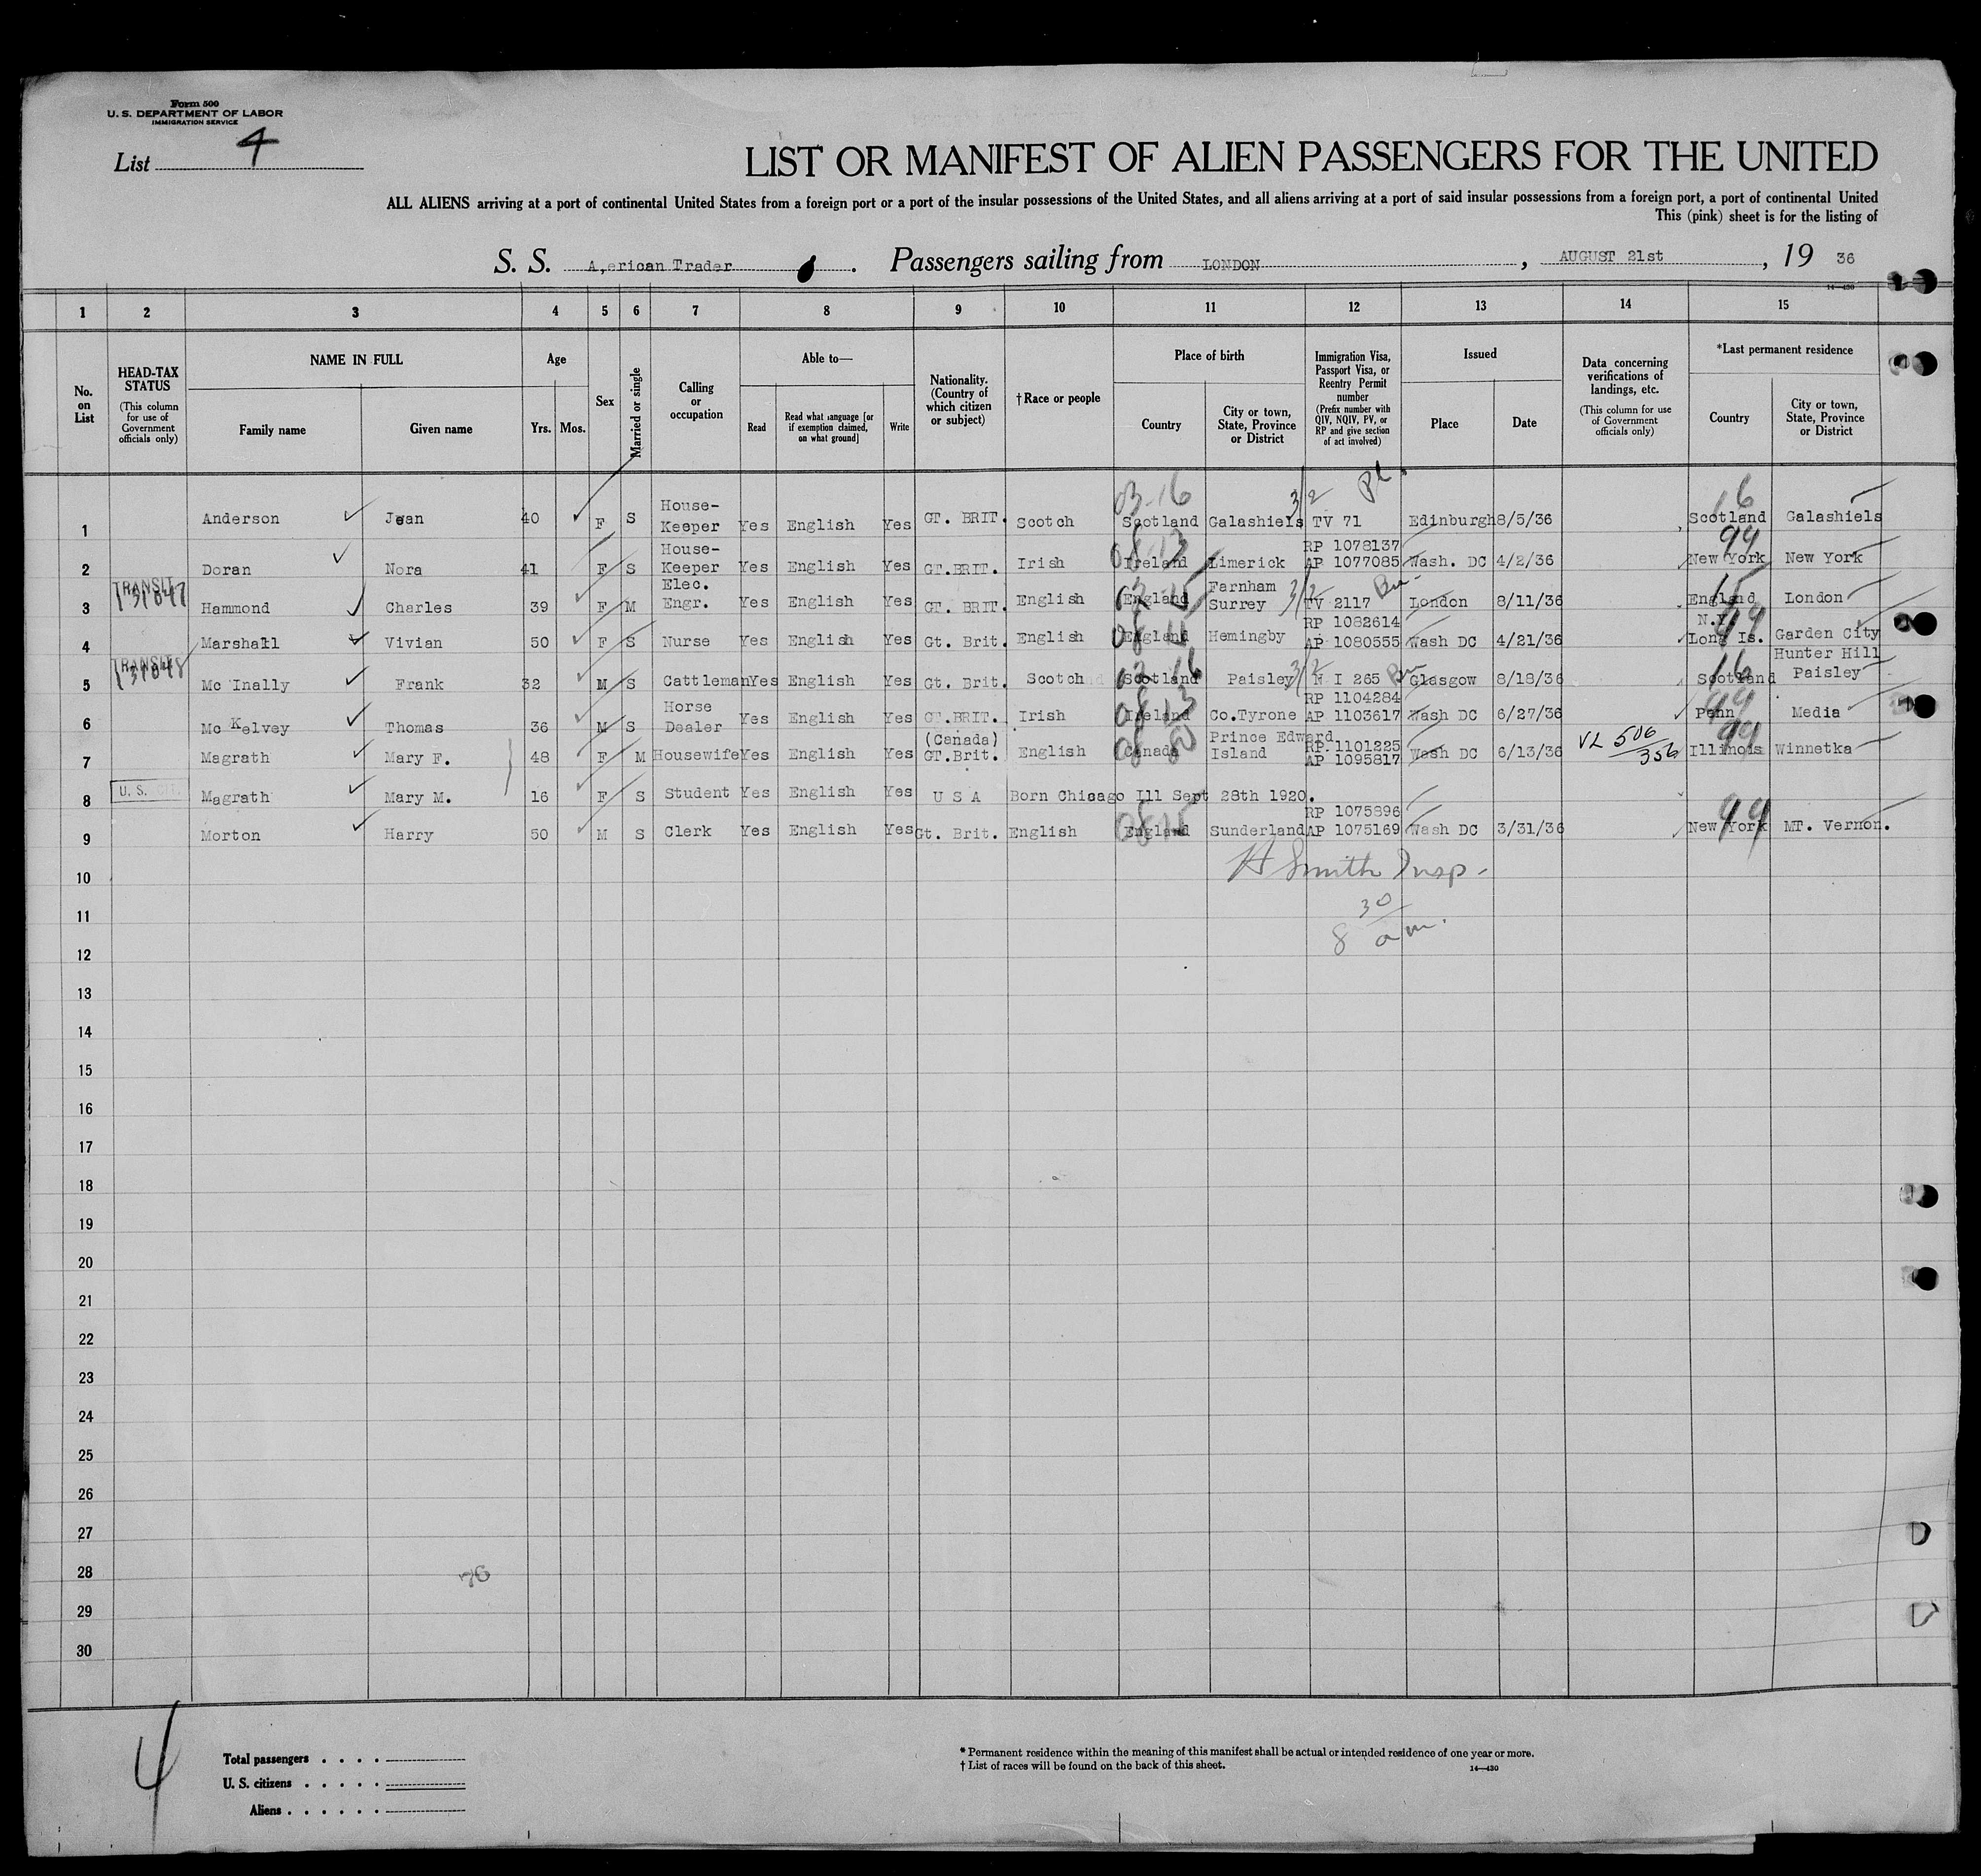 Form 500
U. S. DEPARTMENT OF LABOR
IMMIGRATION SERVICE
List 4
LIST OR MANIFEST OF ALIEN PASSENGERS FOR THE UNITED
ALL ALIENS arriving at a port of continental United States from a foreign port or a port of the insular possessions of the United States, and all aliens arriving at a port of said insular possessions from a foreign port, a port of continental United
This (pink) sheet is for the listing of
S. S. A,erican Trader . Passengers sailing from LONDON , AUGUST 21st , 19 36
14—430
1 2 3 4 5 6 7 8 9 10 11 12 13 14 15
No. on List
HEAD-TAX STATUS
(This column for use of Government officials only)
NAME IN FULL
Family name Given name
Age
Yrs. Mos.
Sex
Married or single
Calling or occupation
Able to—
Read
Read what language [or if exemption claimed, on what ground]
Write
Nationality. (Country of which citizen or subject)
† Race or people
Place of birth
Country
City or town, State, Province or District
Immigration Visa, Passport Visa, or Reentry Permit number
(Prefix number with QIV, NQIV, PV, or RP and give section of act involved)
Issued
Place Date
Data concerning verifications of landings, etc.
(This column for use of Government officials only)
*Last permanent residence
Country
City or town, State, Province or District
03-16 3/2 16
1 Anderson Jean 40 F S House-Keeper Yes English Yes GT. BRIT. Scotch Scotland Galashiels TV 71 Edinburgh 8/5/36 Scotland Galashiels
99
2 Doran Nora 41 F S House-Keeper Yes English Yes GT.BRIT. Irish Ireland Limerick RP 1078137 AP 1077085 Wash. DC 4/2/36 New York New York
TRANSIT
3 Hammond Charles 39 F M Elec. Engr. Yes English Yes GT. BRIT. English England Farnham Surrey 3/2 TV 2117 London 8/11/36 England London
4 Marshall Vivian 50 F S Nurse Yes English Yes Gt. Brit. English England Hemingby RP 1082614 AP 1080555 Wash DC 4/21/36 N.Y. Long Is. Garden City
TRANSIT
5 Mc Inally Frank 32 M S Cattleman Yes English Yes Gt. Brit. Scotch Scotland Paisley 3/2 N I 265 Glasgow 8/18/36 Scotland Hunter Hill Paisley
6 Mc Kelvey Thomas 36 M S Horse Dealer Yes English Yes GT.BRIT. Irish Ireland Co.Tyrone RP 1104284 AP 1103617 Wash DC 6/27/36 Penn Media
7 Magrath Mary F. 48 F M Housewife Yes English Yes (Canada) GT.Brit. English Canada Prince Edward Island RP. 1101225 AP 1095817 Wash DC 6/13/36 VL 506/356 Illinois Winnetka
U. S. CIT.
8 Magrath Mary M. 16 F S Student Yes English Yes U S A Born Chicago Ill Sept 28th 1920.
9 Morton Harry 50 M S Clerk Yes English Yes Gt. Brit. English England Sunderland RP 1075896 AP 1075169 Wash DC 3/31/36 New York MT. Vernon.
10
H Smith Insp.
11
8 30 a.m.
12
13
14
15
16
17
18
19
20
21
22
23
24
25
26
27
28
29
30
4
Total passengers
U. S. citizens
Aliens
* Permanent residence within the meaning of this manifest shall be actual or intended residence of one year or more.
† List of races will be found on the back of this sheet.
14—430